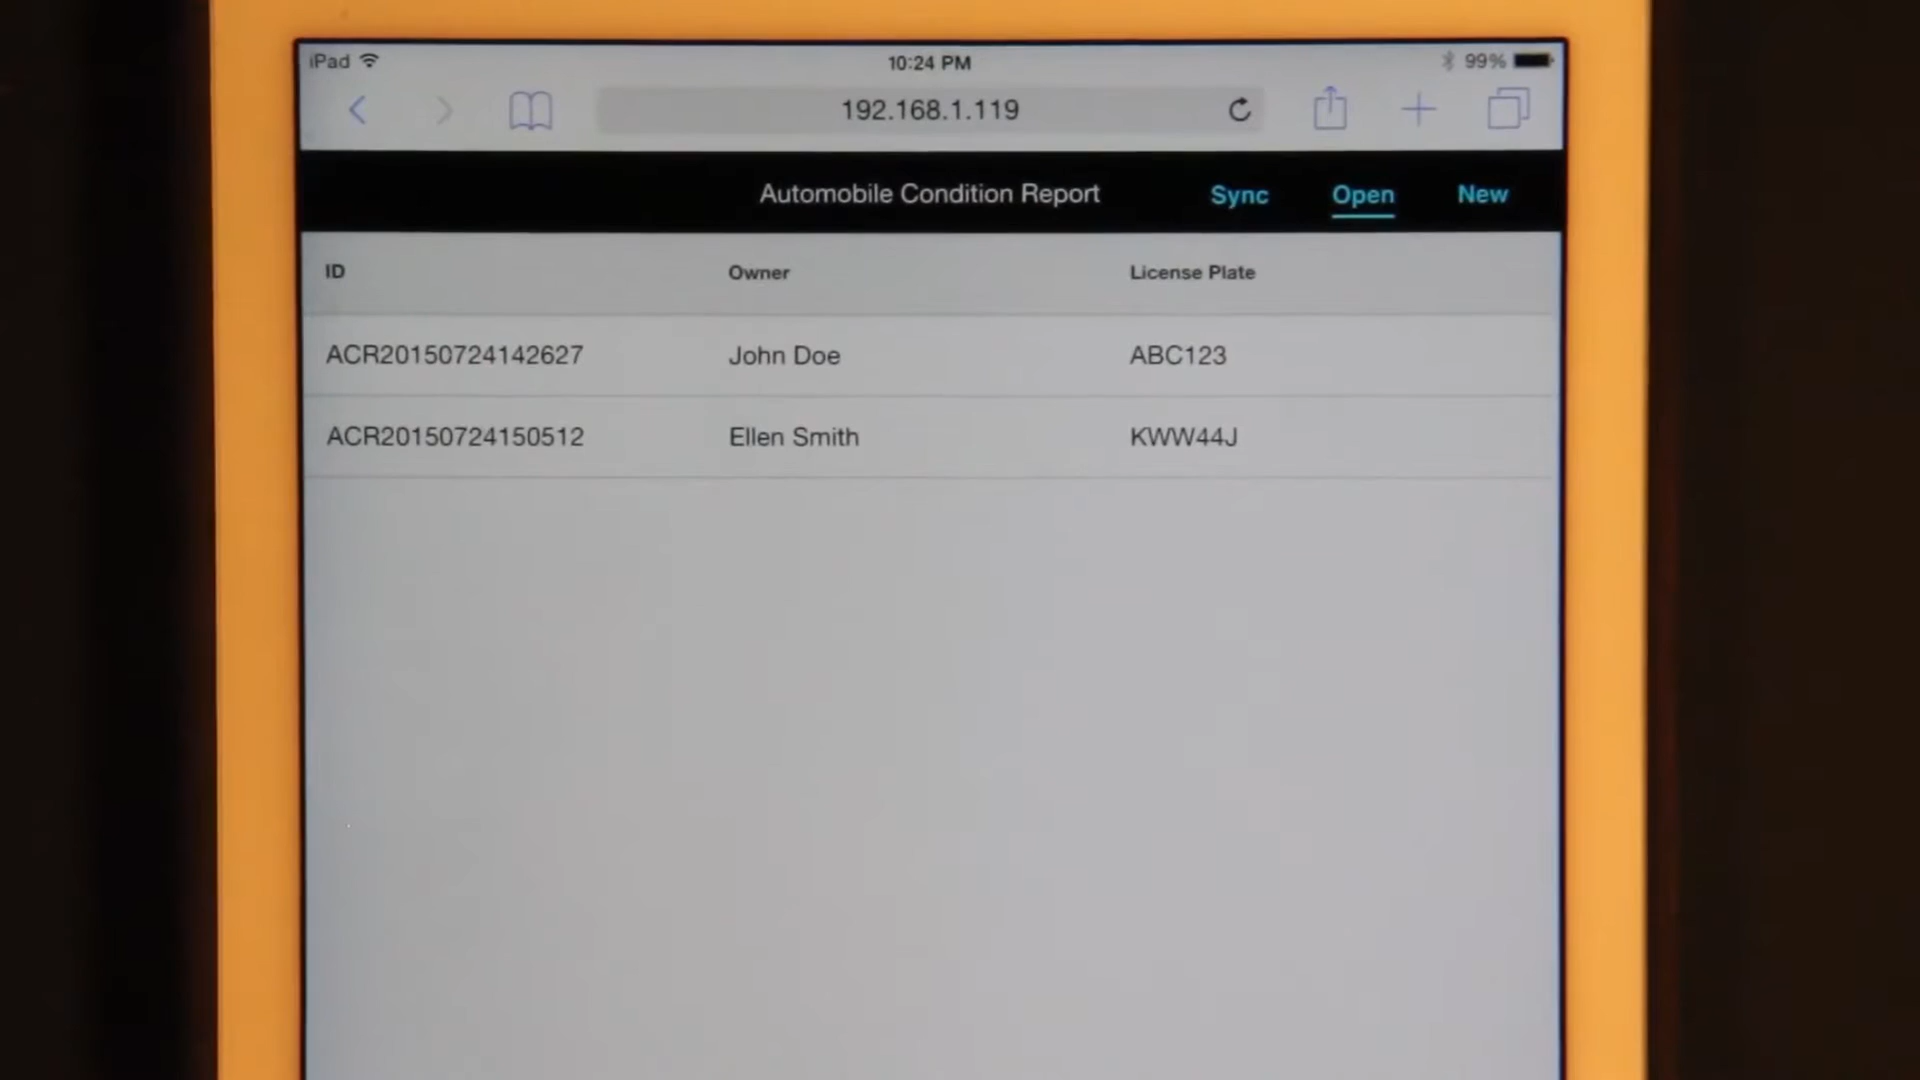 iPad
10:24 PM
99%
192.168.1.119
Automobile Condition Report
Sync
Open
New
ID
Owner
License Plate
ACR20150724142627
John Doe
ABC123
ACR20150724150512
Ellen Smith
KWW44J